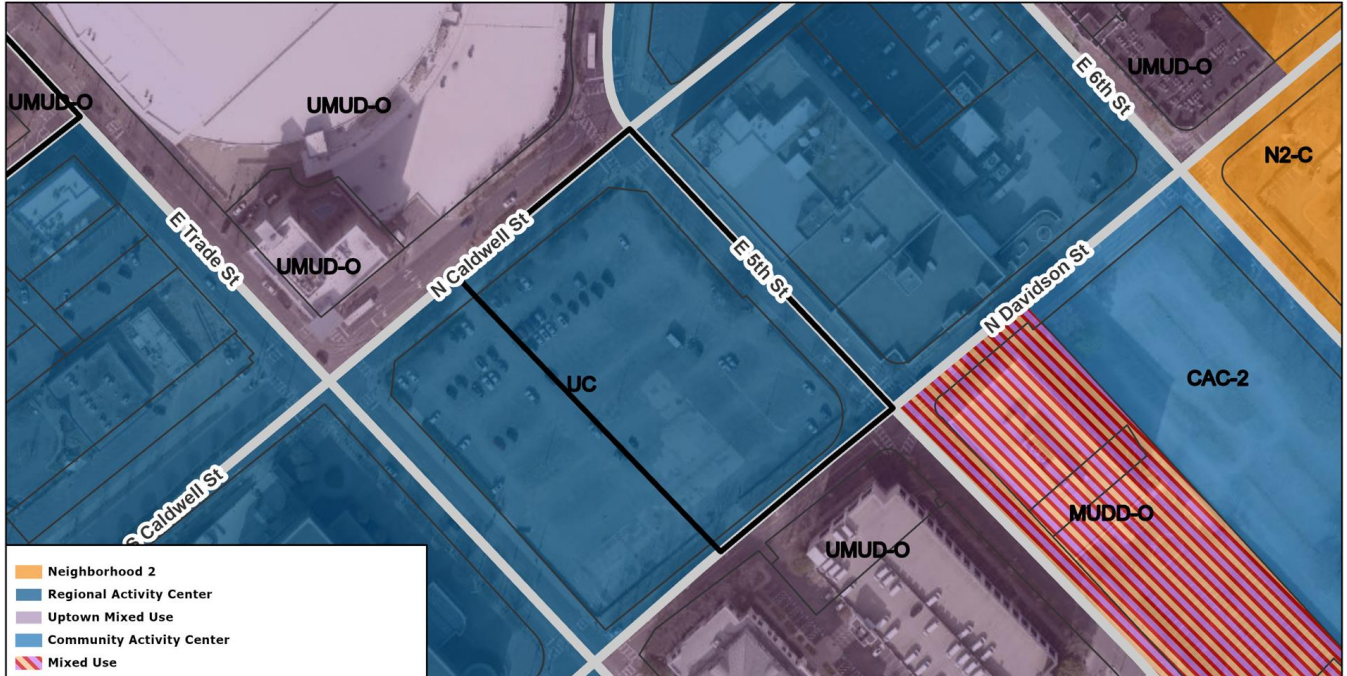 UMUD-O
UMUD-O
UMUD-O
E 6th St
N2-C
E Trade St
UMUD-O
N Caldwell St
E 5th St
N Davidson St
UC
CAC-2
S Caldwell St
MUDD-O
UMUD-O
Neighborhood 2
Regional Activity Center
Uptown Mixed Use
Community Activity Center
Mixed Use